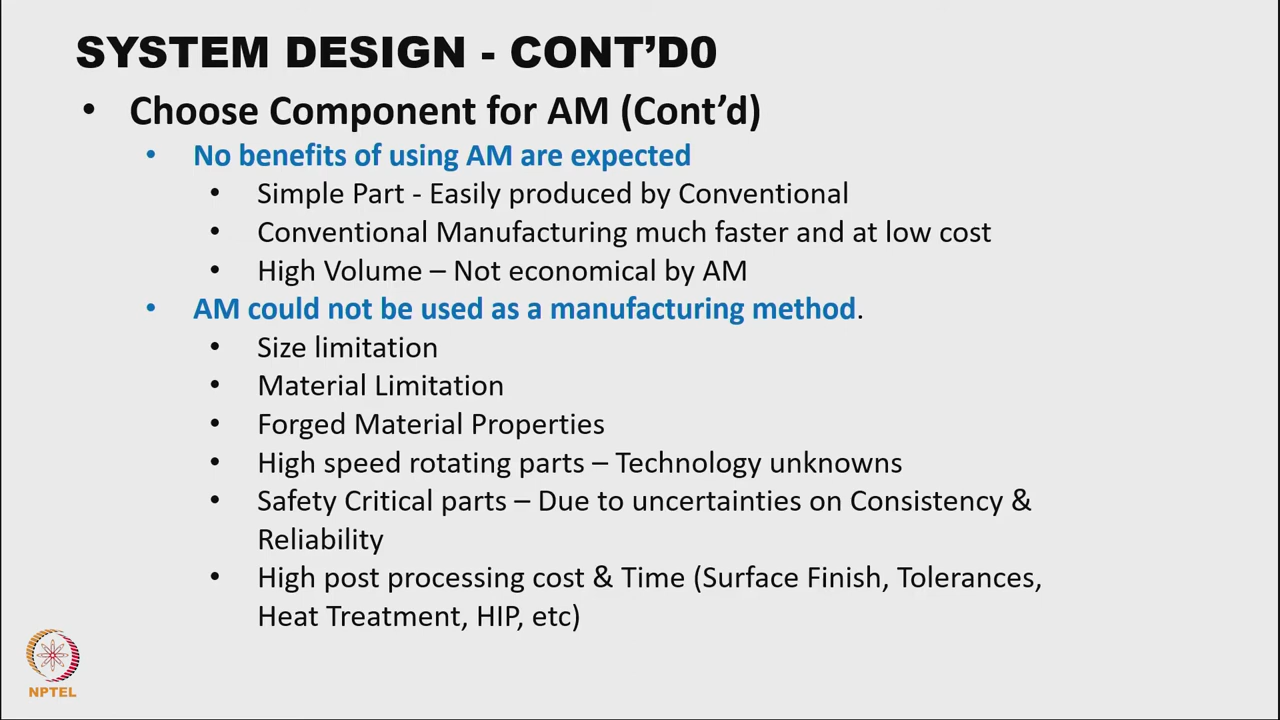 SYSTEM DESIGN - CONT’D0
• Choose Component for AM (Cont’d)
• No benefits of using AM are expected
• Simple Part - Easily produced by Conventional
• Conventional Manufacturing much faster and at low cost
• High Volume – Not economical by AM
• AM could not be used as a manufacturing method.
• Size limitation
• Material Limitation
• Forged Material Properties
• High speed rotating parts – Technology unknowns
• Safety Critical parts – Due to uncertainties on Consistency &
Reliability
• High post processing cost & Time (Surface Finish, Tolerances,
Heat Treatment, HIP, etc)
NPTEL